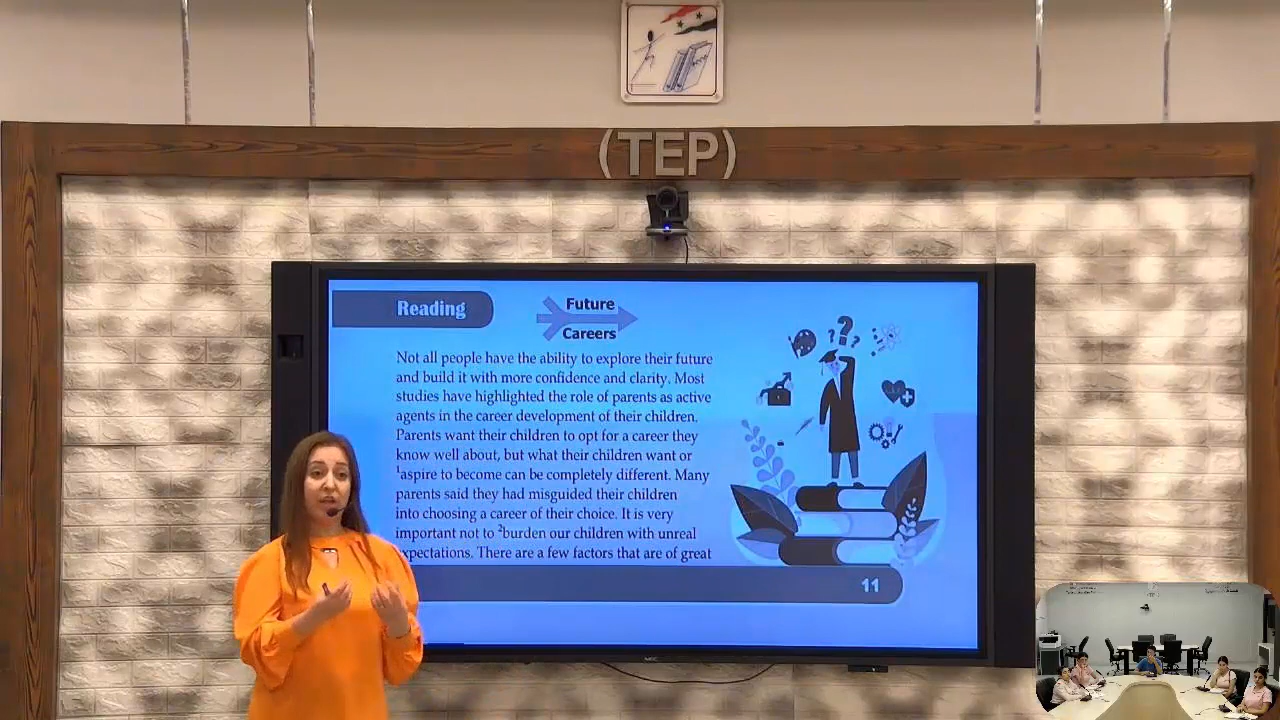 (TEP)
Reading
Future
Careers
Not all people have the ability to explore their future
and build it with more confidence and clarity. Most
studies have highlighted the role of parents as active
agents in the career development of their children.
Parents want their children to opt for a career they
know well about, but what their children want or
1aspire to become can be completely different. Many
parents said they had misguided their children
into choosing a career of their choice. It is very
important not to 2burden our children with unreal
xpectations. There are a few factors that are of great
11
NEC